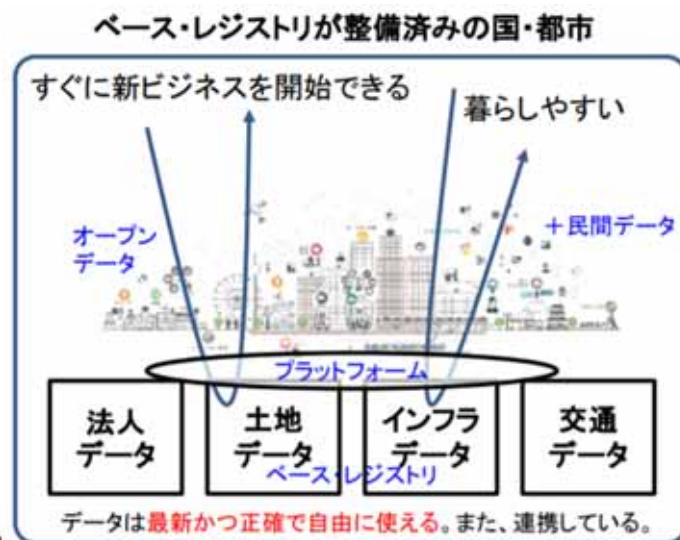 ベース・レジストリが整備済みの国・都市
すぐに新ビジネスを開始できる
暮らしやすい
オープン
データ
＋民間データ
プラットフォーム
法人
データ
土地
データ
インフラ
データ
交通
データ
ベース・レジストリ
データは最新かつ正確で自由に使える。また、連携している。